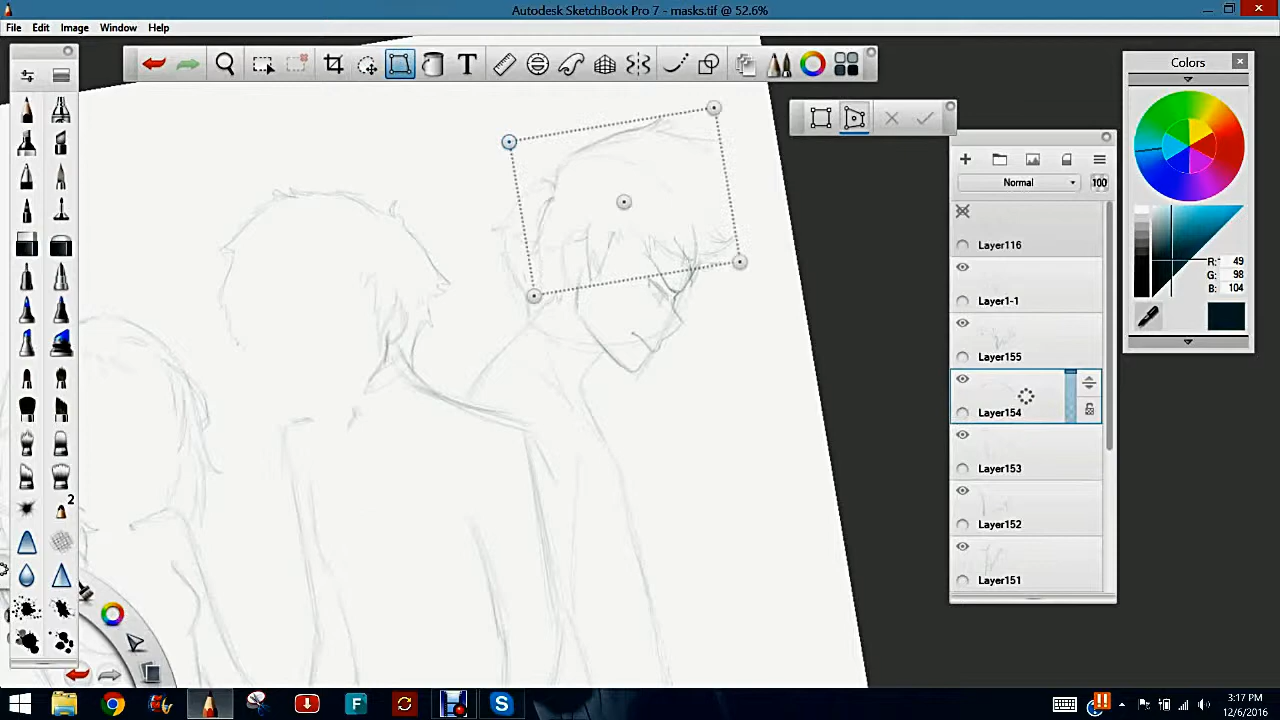 Autodesk SketchBook Pro 7 - masks.tif @ 52.6%
File Edit Image Window Help
T
Colors
Normal 100
Layer116
Layer1-1
Layer155
Layer154
Layer153
Layer152
Layer151
R: 49
G: 98
B: 104
2
F
S
3:17 PM
12/6/2016